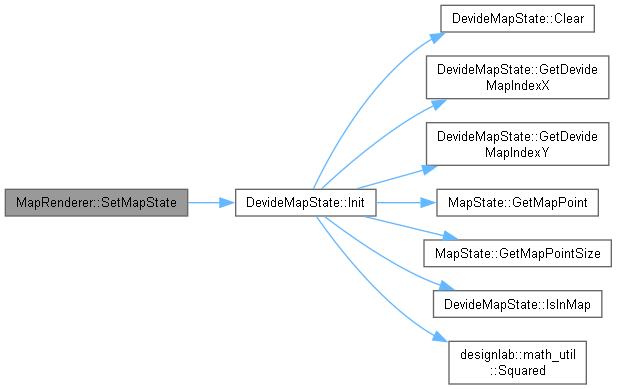 MapRenderer::SetMapState
DevideMapState::Init
DevideMapState::Clear
DevideMapState::GetDevide
MapIndexX
DevideMapState::GetDevide
MapIndexY
MapState::GetMapPoint
MapState::GetMapPointSize
DevideMapState::IsInMap
designlab::math_util
::Squared